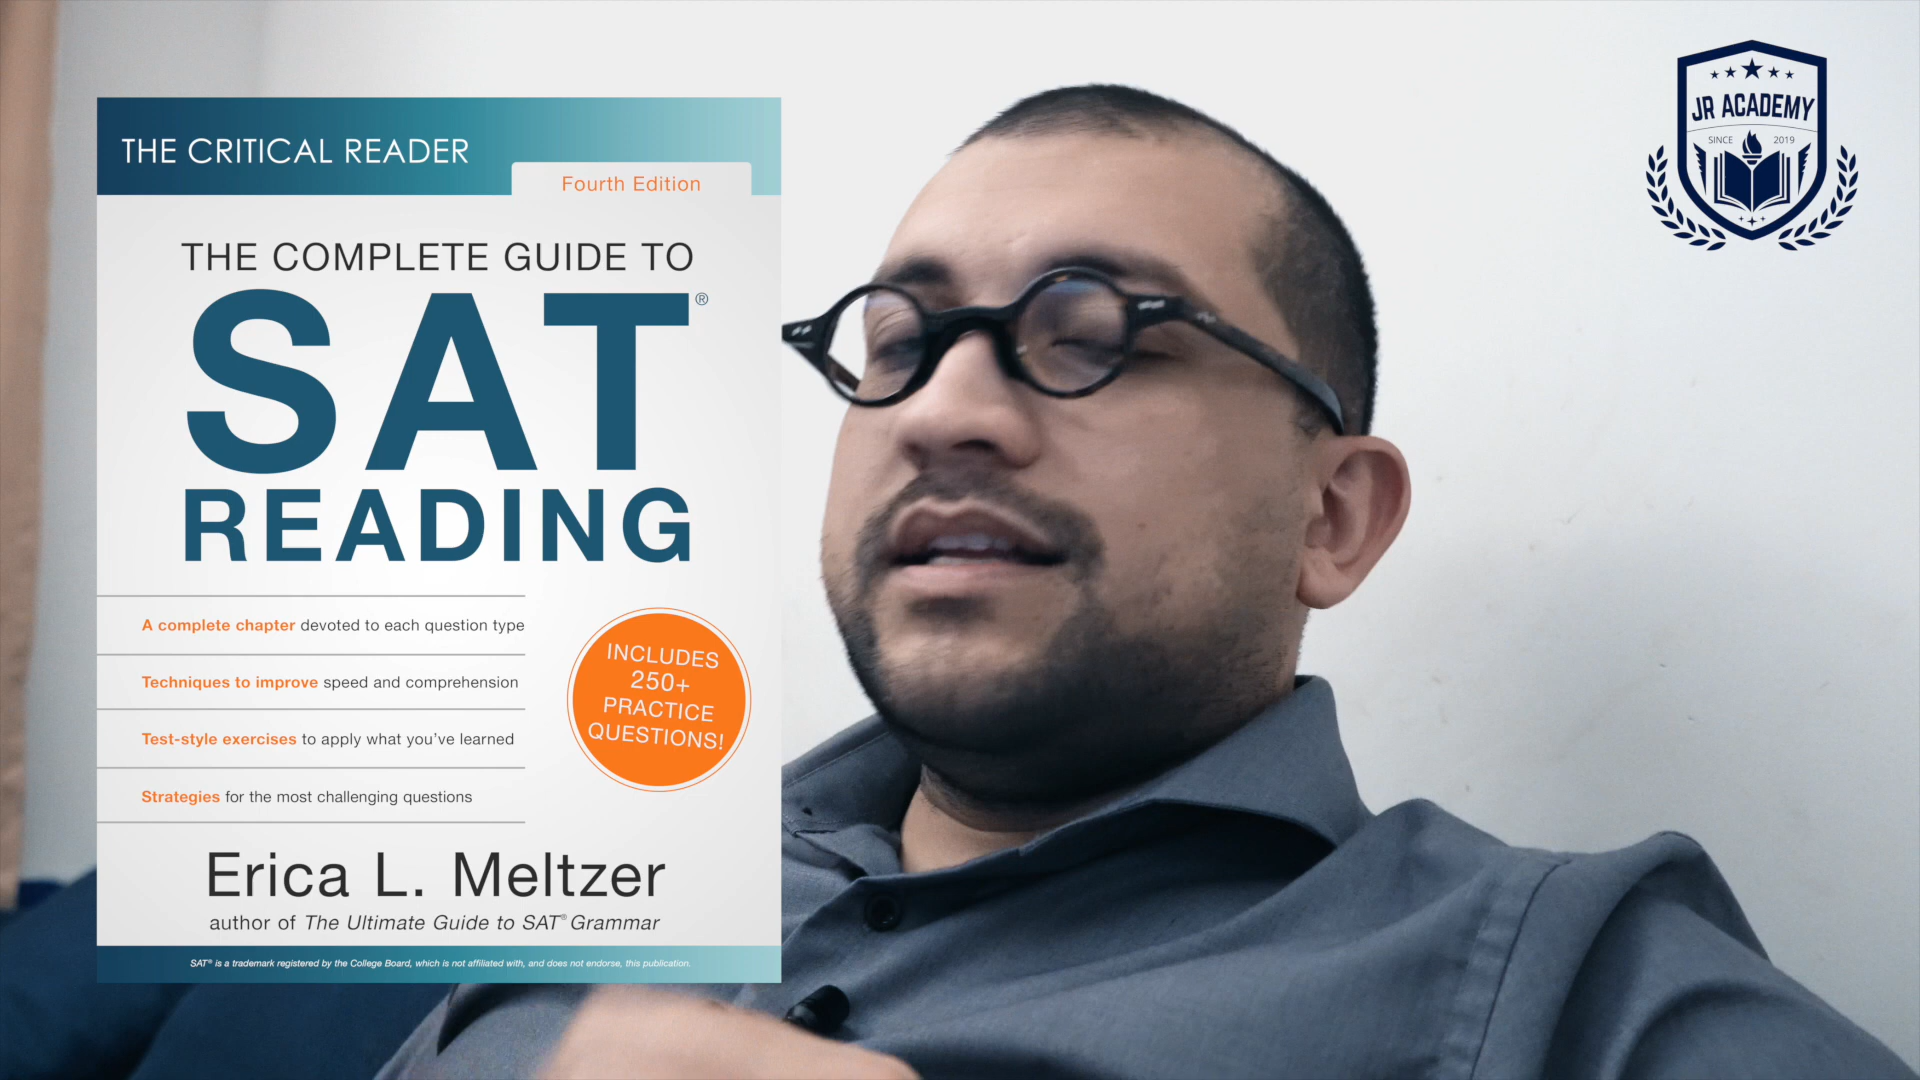 THE CRITICAL READER
Fourth Edition
THE COMPLETE GUIDE TO
SAT®
READING
A complete chapter devoted to each question type
Techniques to improve speed and comprehension
Test-style exercises to apply what you've learned
Strategies for the most challenging questions
INCLUDES
250+
PRACTICE
QUESTIONS!
Erica L. Meltzer
author of The Ultimate Guide to SAT® Grammar
SAT® is a trademark registered by the College Board, which is not affiliated with, and does not endorse, this publication.
JR ACADEMY
SINCE 2019